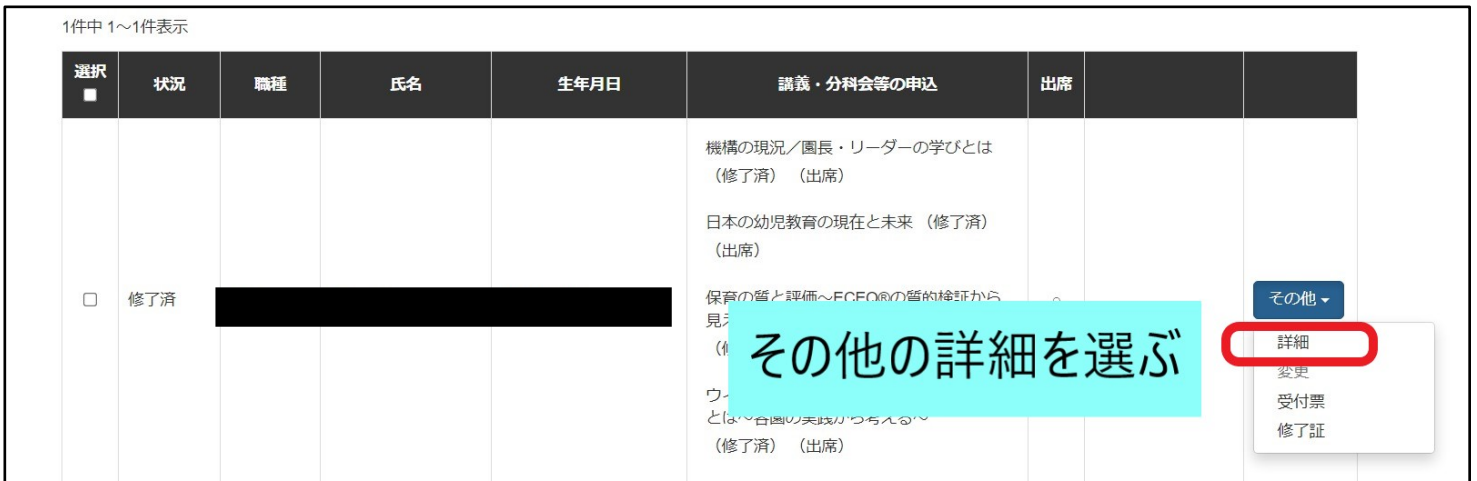 1件中 1～1件表示
選択
状況
職種
氏名
生年月日
講義・分科会等の申込
出席
機構の現況／園長・リーダーの学びとは
（修了済）（出席）
日本の幼児教育の現在と未来 （修了済）
（出席）
修了済
保育の質と評価～ECEQ®の質的検証から
その他
その他の詳細を選ぶ
とは～各園の実践から考える～
（修了済）（出席）
詳細
変更
受付票
修了証